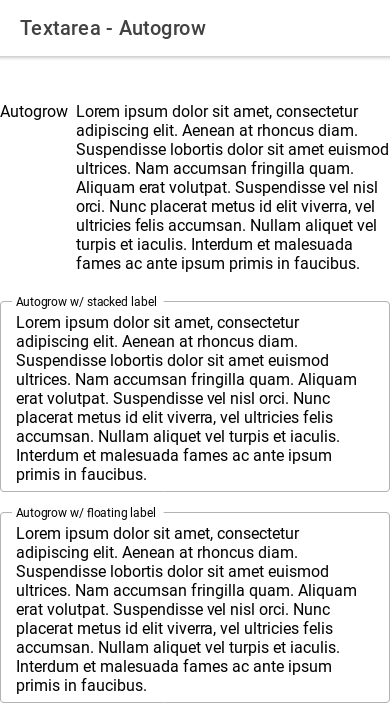 Textarea - Autogrow
Autogrow Lorem ipsum dolor sit amet, consectetur
adipiscing elit. Aenean at rhoncus diam.
Suspendisse lobortis dolor sit amet euismod
ultrices. Nam accumsan fringilla quam.
Aliquam erat volutpat. Suspendisse vel nisl
orci. Nunc placerat metus id elit viverra, vel
ultricies felis accumsan. Nullam aliquet vel
turpis et iaculis. Interdum et malesuada
fames ac ante ipsum primis in faucibus.
Autogrow w/ stacked label
Lorem ipsum dolor sit amet, consectetur
adipiscing elit. Aenean at rhoncus diam.
Suspendisse lobortis dolor sit amet euismod
ultrices. Nam accumsan fringilla quam. Aliquam
erat volutpat. Suspendisse vel nisl orci. Nunc
placerat metus id elit viverra, vel ultricies felis
accumsan. Nullam aliquet vel turpis et iaculis.
Interdum et malesuada fames ac ante ipsum
primis in faucibus.
Autogrow w/ floating label
Lorem ipsum dolor sit amet, consectetur
adipiscing elit. Aenean at rhoncus diam.
Suspendisse lobortis dolor sit amet euismod
ultrices. Nam accumsan fringilla quam. Aliquam
erat volutpat. Suspendisse vel nisl orci. Nunc
placerat metus id elit viverra, vel ultricies felis
accumsan. Nullam aliquet vel turpis et iaculis.
Interdum et malesuada fames ac ante ipsum
primis in faucibus.